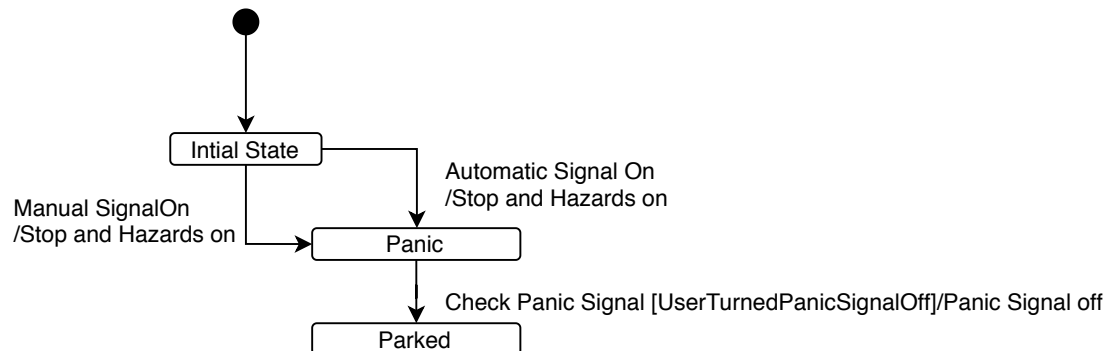 Intial State
Automatic Signal On
/Stop and Hazards on
Manual SignalOn
/Stop and Hazards on
Panic
Check Panic Signal [UserTurnedPanicSignalOff]/Panic Signal off
Parked